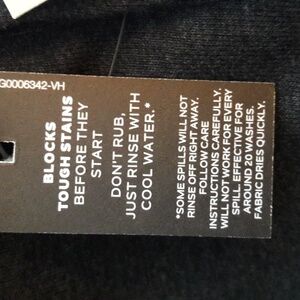 G0006342-VH
BLOCKS
TOUGH STAINS
BEFORE THEY
START
DON'T RUB,
JUST RINSE WITH
COOL WATER.*
*SOME SPILLS WILL NOT
RINSE OFF RIGHT AWAY.
FOLLOW CARE
INSTRUCTIONS CAREFULLY.
WILL NOT WORK FOR EVERY
SPILL. EFFECTIVE FOR
AROUND 20 WASHES.
FABRIC DRIES QUICKLY.